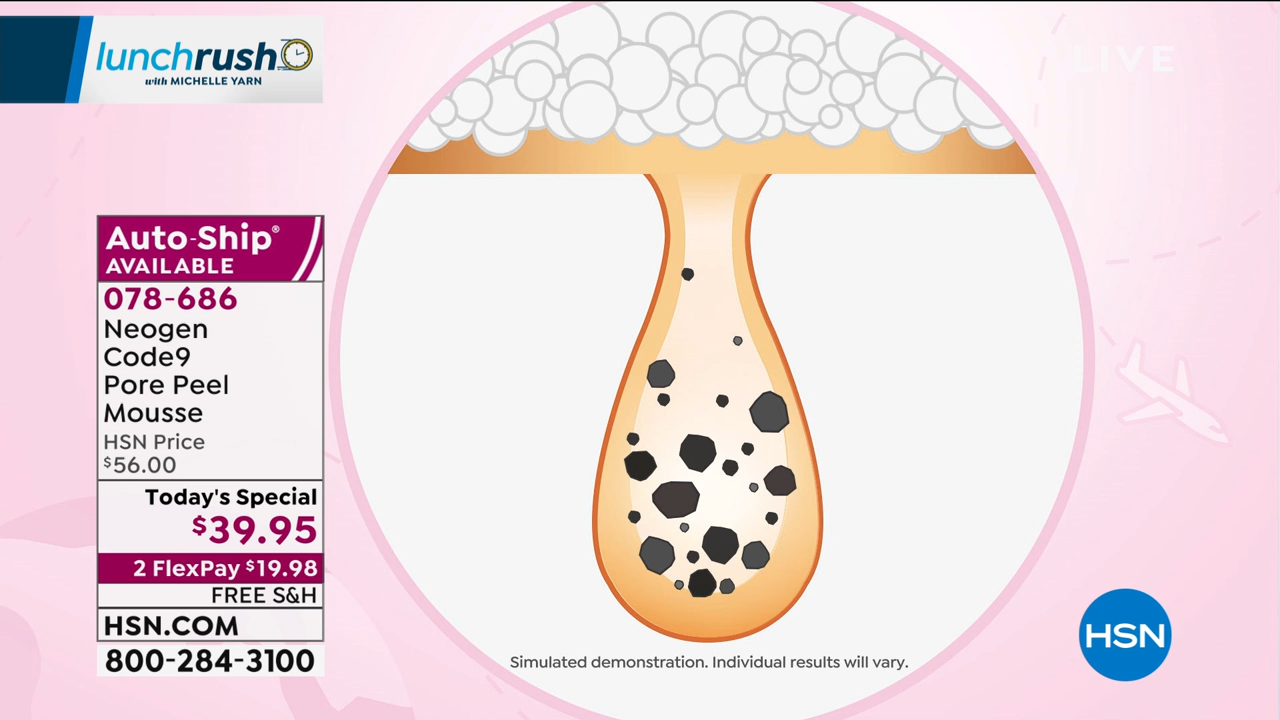 lunchrush
with MICHELLE YARN
LIVE
Auto-Ship®
AVAILABLE
078-686
Neogen
Code9
Pore Peel
Mousse
HSN Price
$56.00
Today's Special
$39.95
2 FlexPay $19.98
FREE S&H
HSN.COM
800-284-3100
Simulated demonstration. Individual results will vary.
HSN